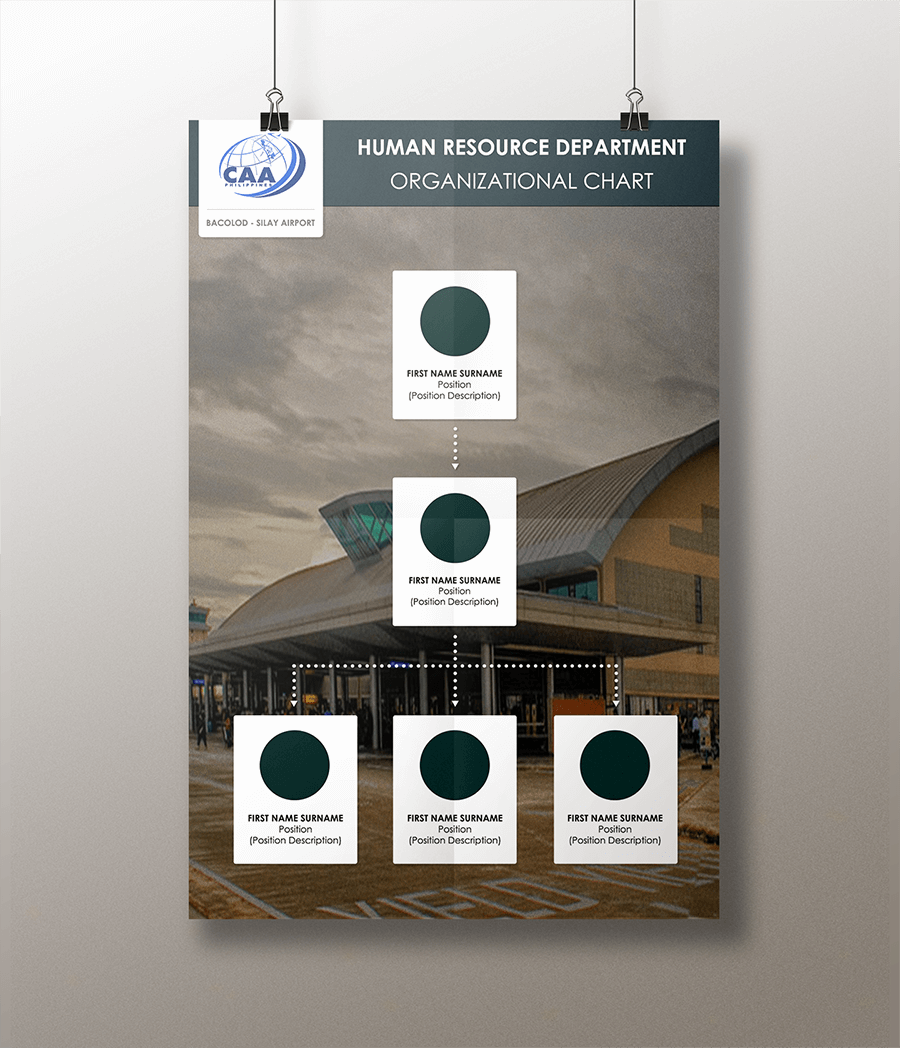 CAA
PHILIPPINES
BACOLOD - SILAY AIRPORT
HUMAN RESOURCE DEPARTMENT
ORGANIZATIONAL CHART
FIRST NAME SURNAME
Position
(Position Description)
FIRST NAME SURNAME
Position
(Position Description)
FIRST NAME SURNAME
Position
(Position Description)
FIRST NAME SURNAME
Position
(Position Description)
FIRST NAME SURNAME
Position
(Position Description)